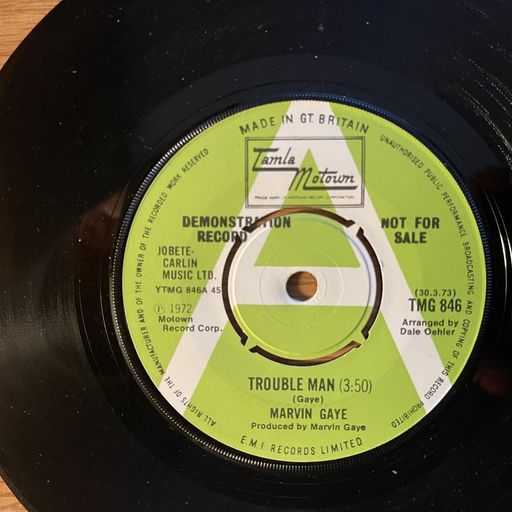 MADE IN GT. BRITAIN
Tamla
Motown
TRADE MARK OF MOTOWN RECORD CORPORATION
DEMONSTRATION
RECORD
NOT FOR
SALE
JOBETE-
CARLIN
MUSIC LTD.
YTMG 846A 45
Ⓟ 1972
Motown
Record Corp.
(30.3.73)
TMG 846
Arranged by
Dale Oehler
TROUBLE MAN (3:50)
(Gaye)
MARVIN GAYE
Produced by Marvin Gaye
E.M.I. RECORDS LIMITED
ALL RIGHTS OF THE MANUFACTURER AND OF THE OWNER OF THE RECORDED WORK RESERVED
UNAUTHORISED PUBLIC PERFORMANCE BROADCASTING AND COPYING OF THIS RECORD PROHIBITED